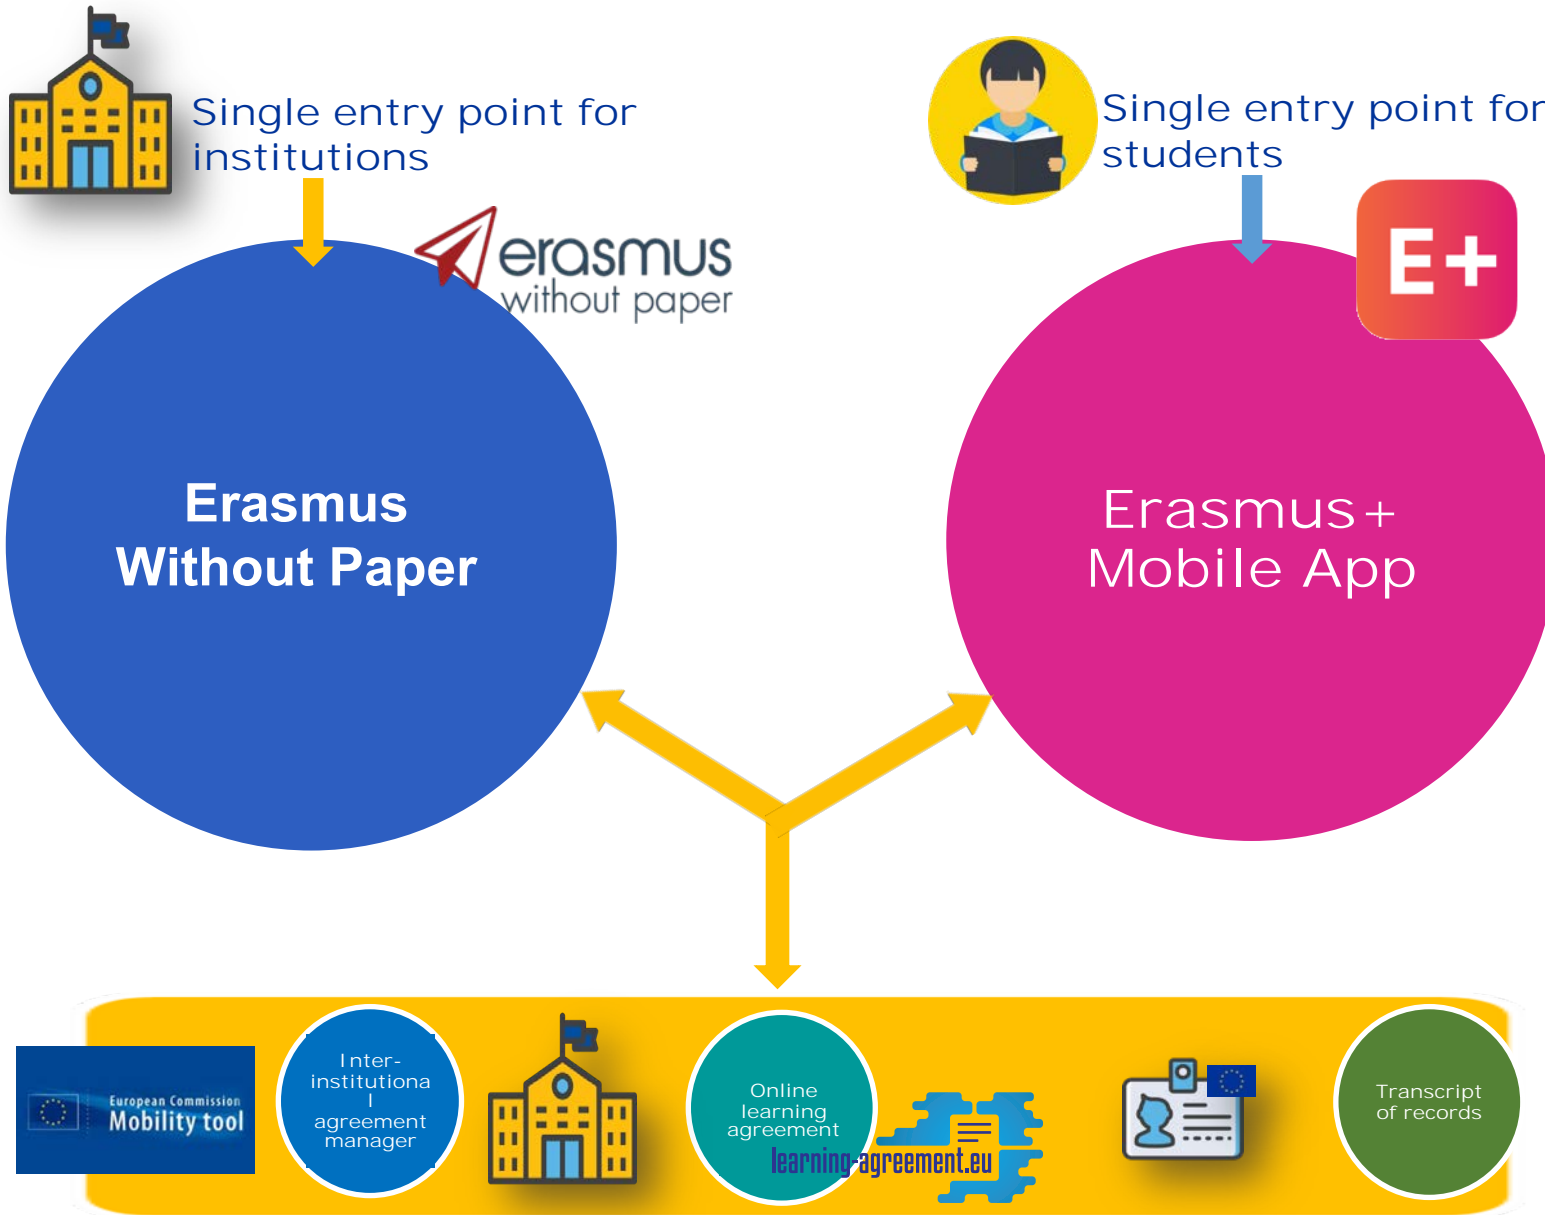 Single entry point for
institutions
Single entry point for
students
erasmus
without paper
E+
Erasmus
Without Paper
Erasmus+
Mobile App
European Commission
Mobility tool
Inter-
institutiona
l
agreement
manager
Online
learning
agreement
learning-agreement.eu
Transcript
of records